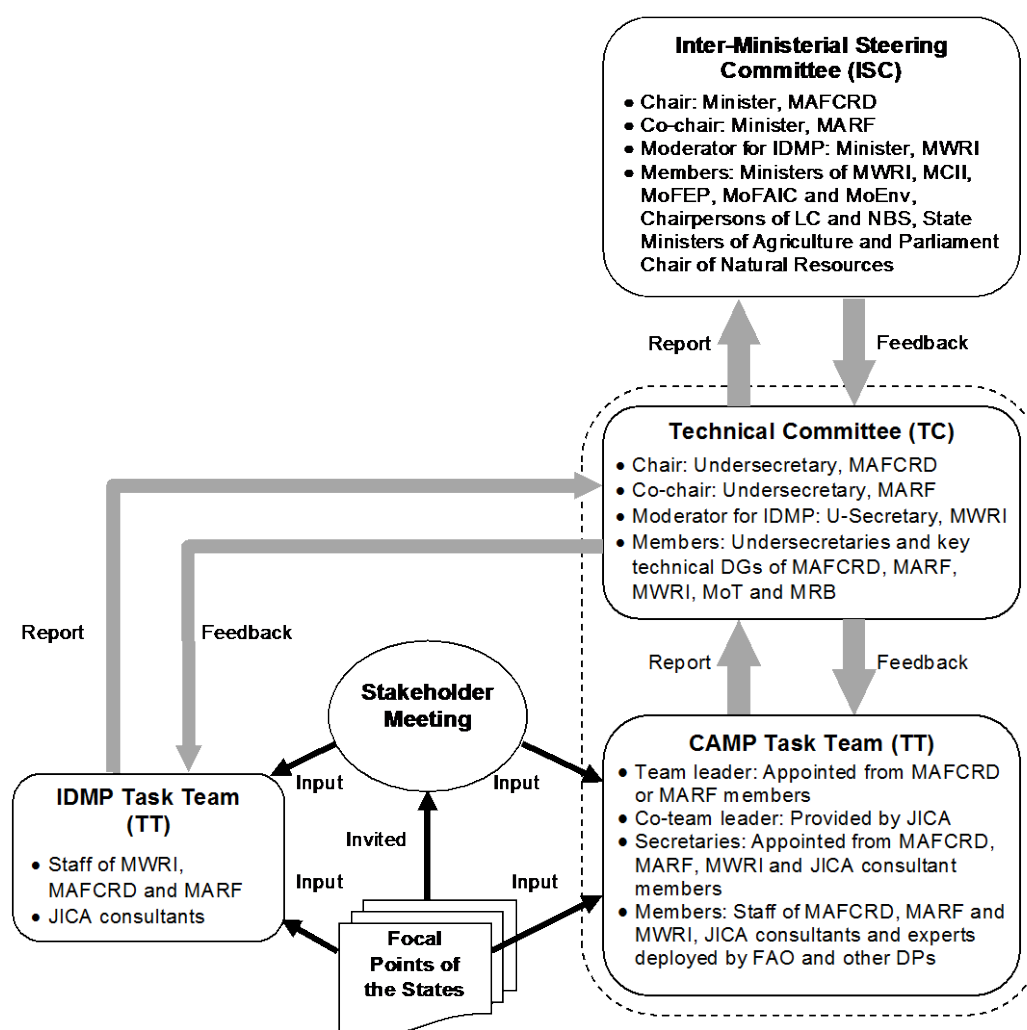 Inter-Ministerial Steering
Committee (ISC)
● Chair: Minister, MAFCRD
● Co-chair: Minister, MARF
● Moderator for IDMP: Minister, MWRI
● Members: Ministers of MWRI, MCII,
MoFEP, MoFAIC and MoEnv,
Chairpersons of LC and NBS, State
Ministers of Agriculture and Parliament
Chair of Natural Resources
Report
Feedback
Technical Committee (TC)
● Chair: Undersecretary, MAFCRD
● Co-chair: Undersecretary, MARF
● Moderator for IDMP: U-Secretary, MWRI
● Members: Undersecretaries and key
technical DGs of MAFCRD, MARF,
MWRI, MoT and MRB
Report
Feedback
Report
Feedback
Stakeholder
Meeting
Input
Input
IDMP Task Team
(TT)
● Staff of MWRI,
MAFCRD and MARF
● JICA consultants
Invited
Input
Input
Focal
Points of
the States
CAMP Task Team (TT)
● Team leader: Appointed from MAFCRD
or MARF members
● Co-team leader: Provided by JICA
● Secretaries: Appointed from MAFCRD,
MARF, MWRI and JICA consultant
members
● Members: Staff of MAFCRD, MARF and
MWRI, JICA consultants and experts
deployed by FAO and other DPs